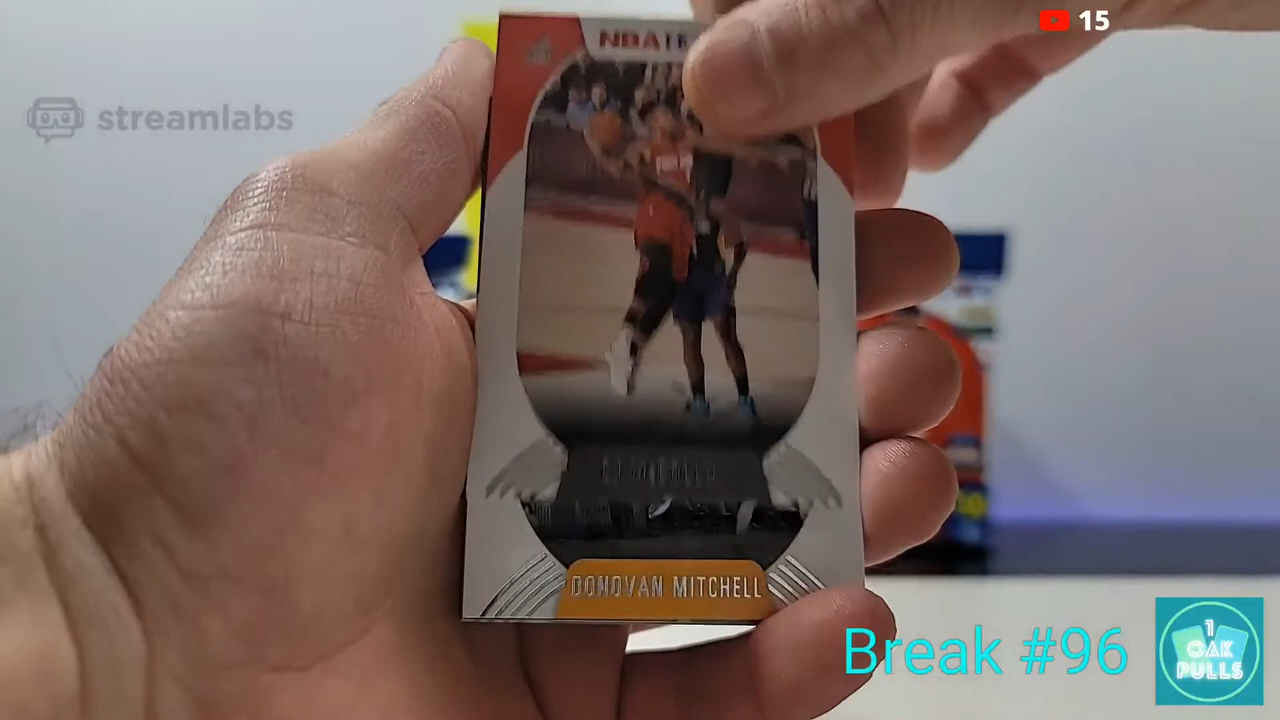 15
streamlabs
NBA
DONOVAN MITCHELL
Break #96
1
OAK
PULLS